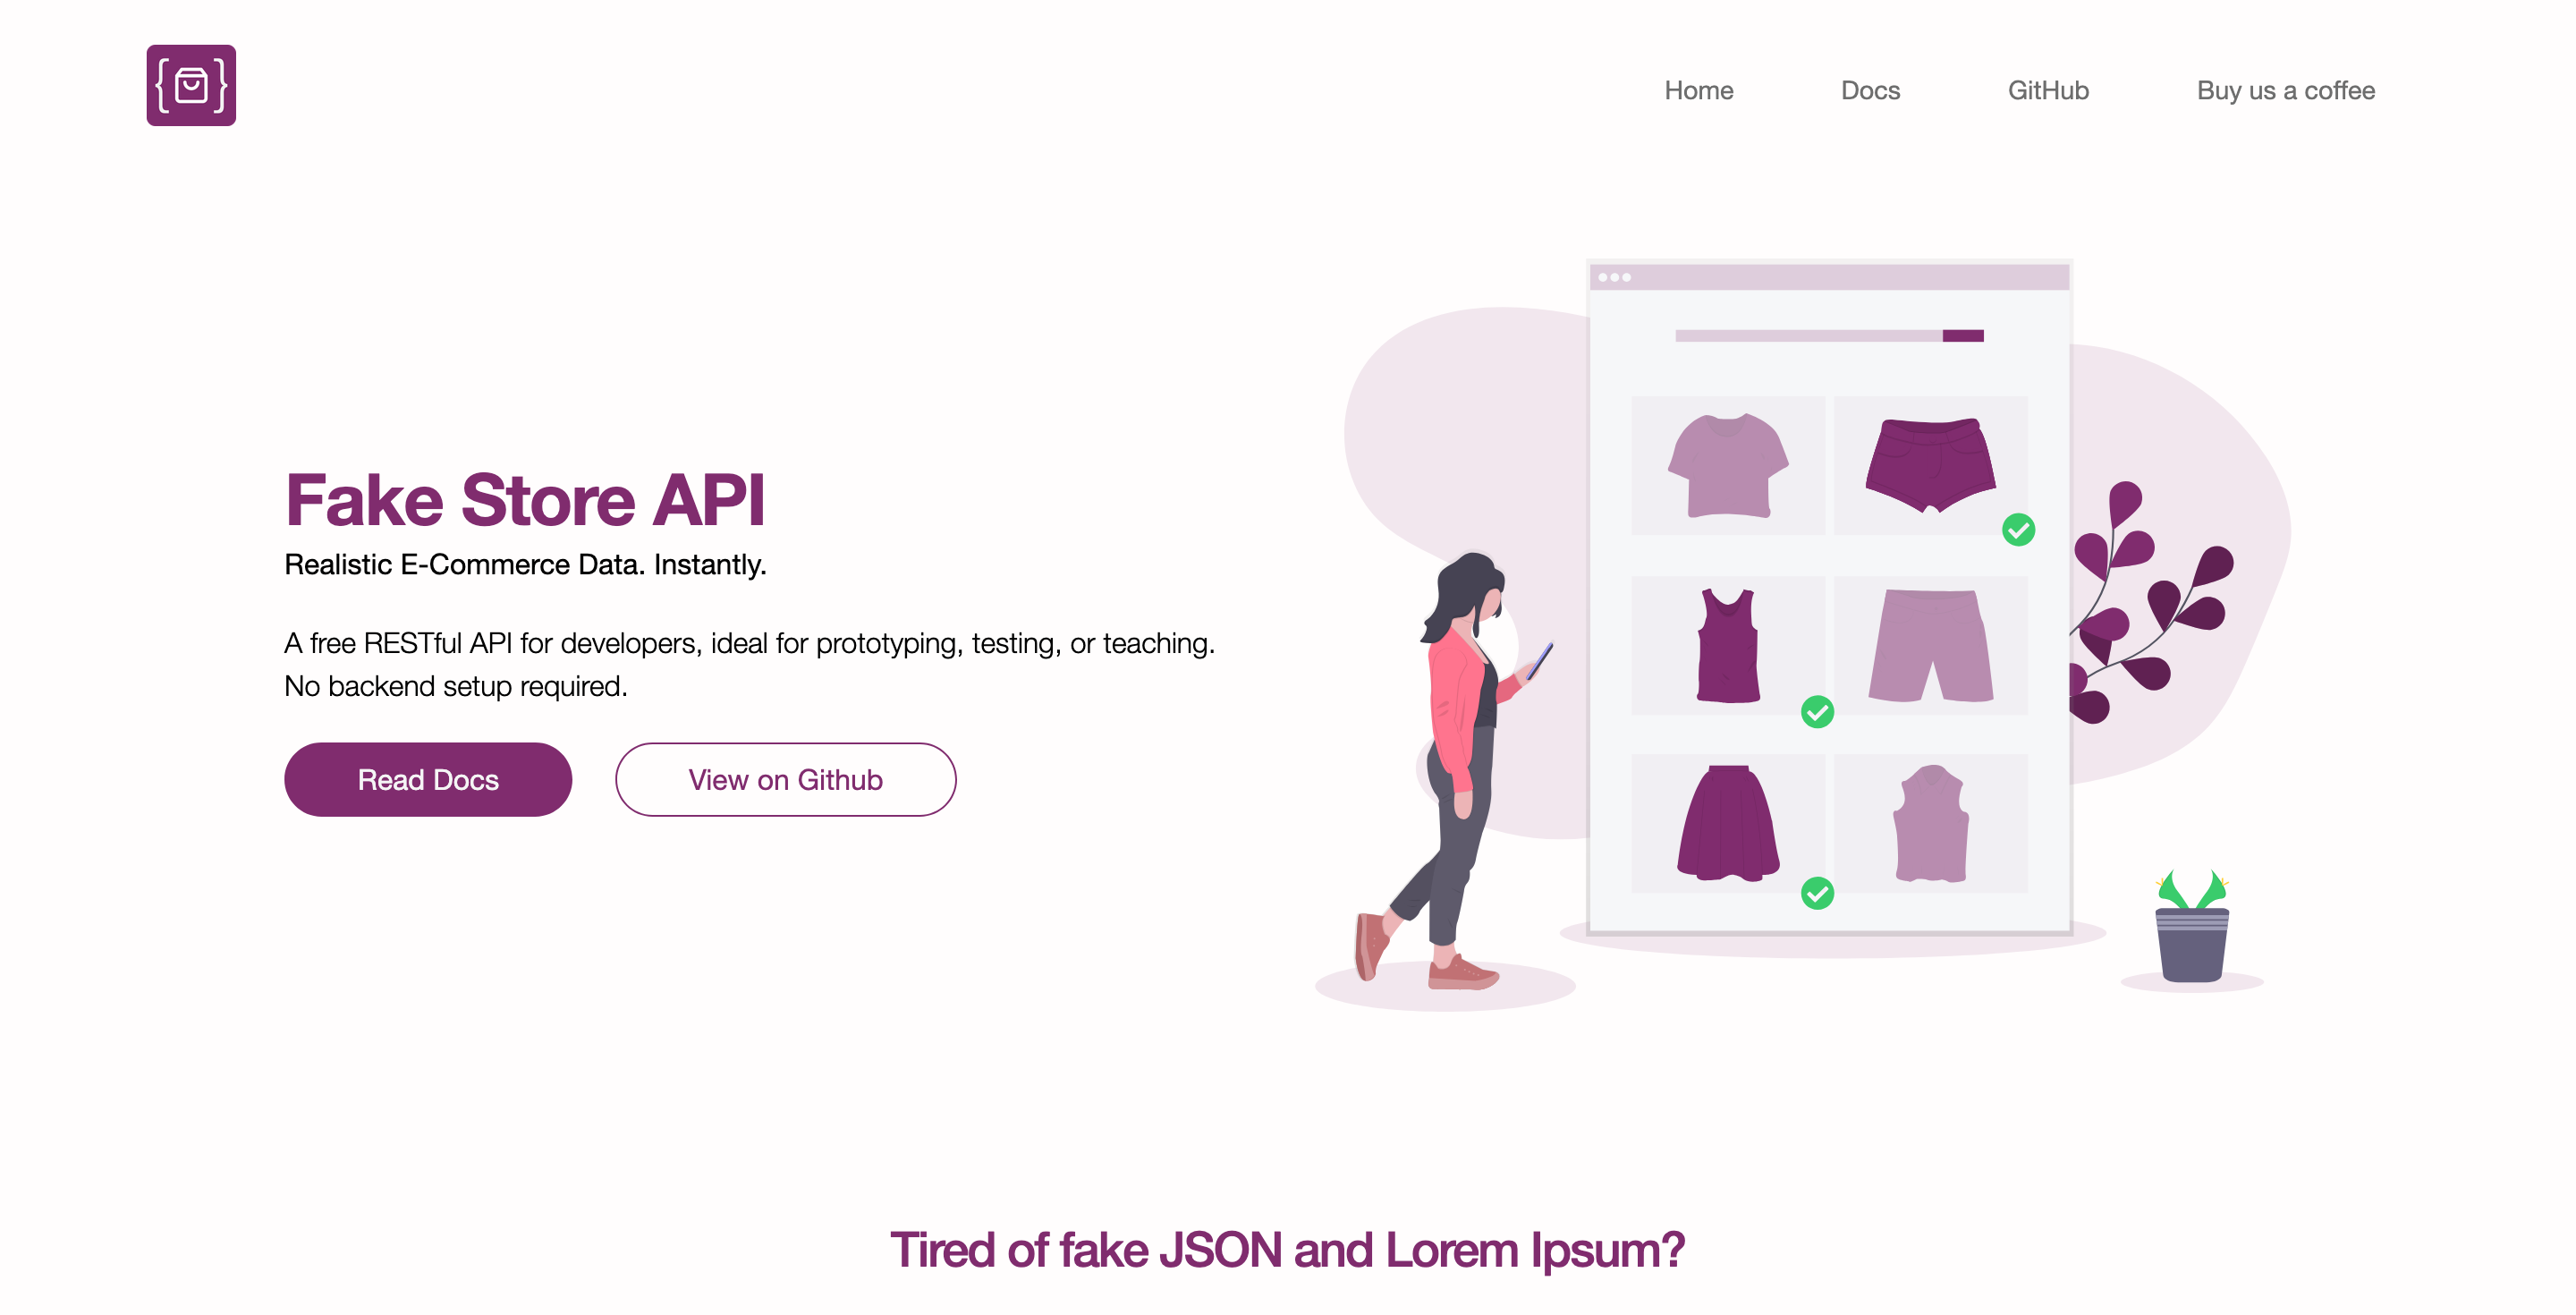 Home
Docs
GitHub
Buy us a coffee
Fake Store API
Realistic E-Commerce Data. Instantly.
A free RESTful API for developers, ideal for prototyping, testing, or teaching.
No backend setup required.
Read Docs
View on Github
Tired of fake JSON and Lorem Ipsum?